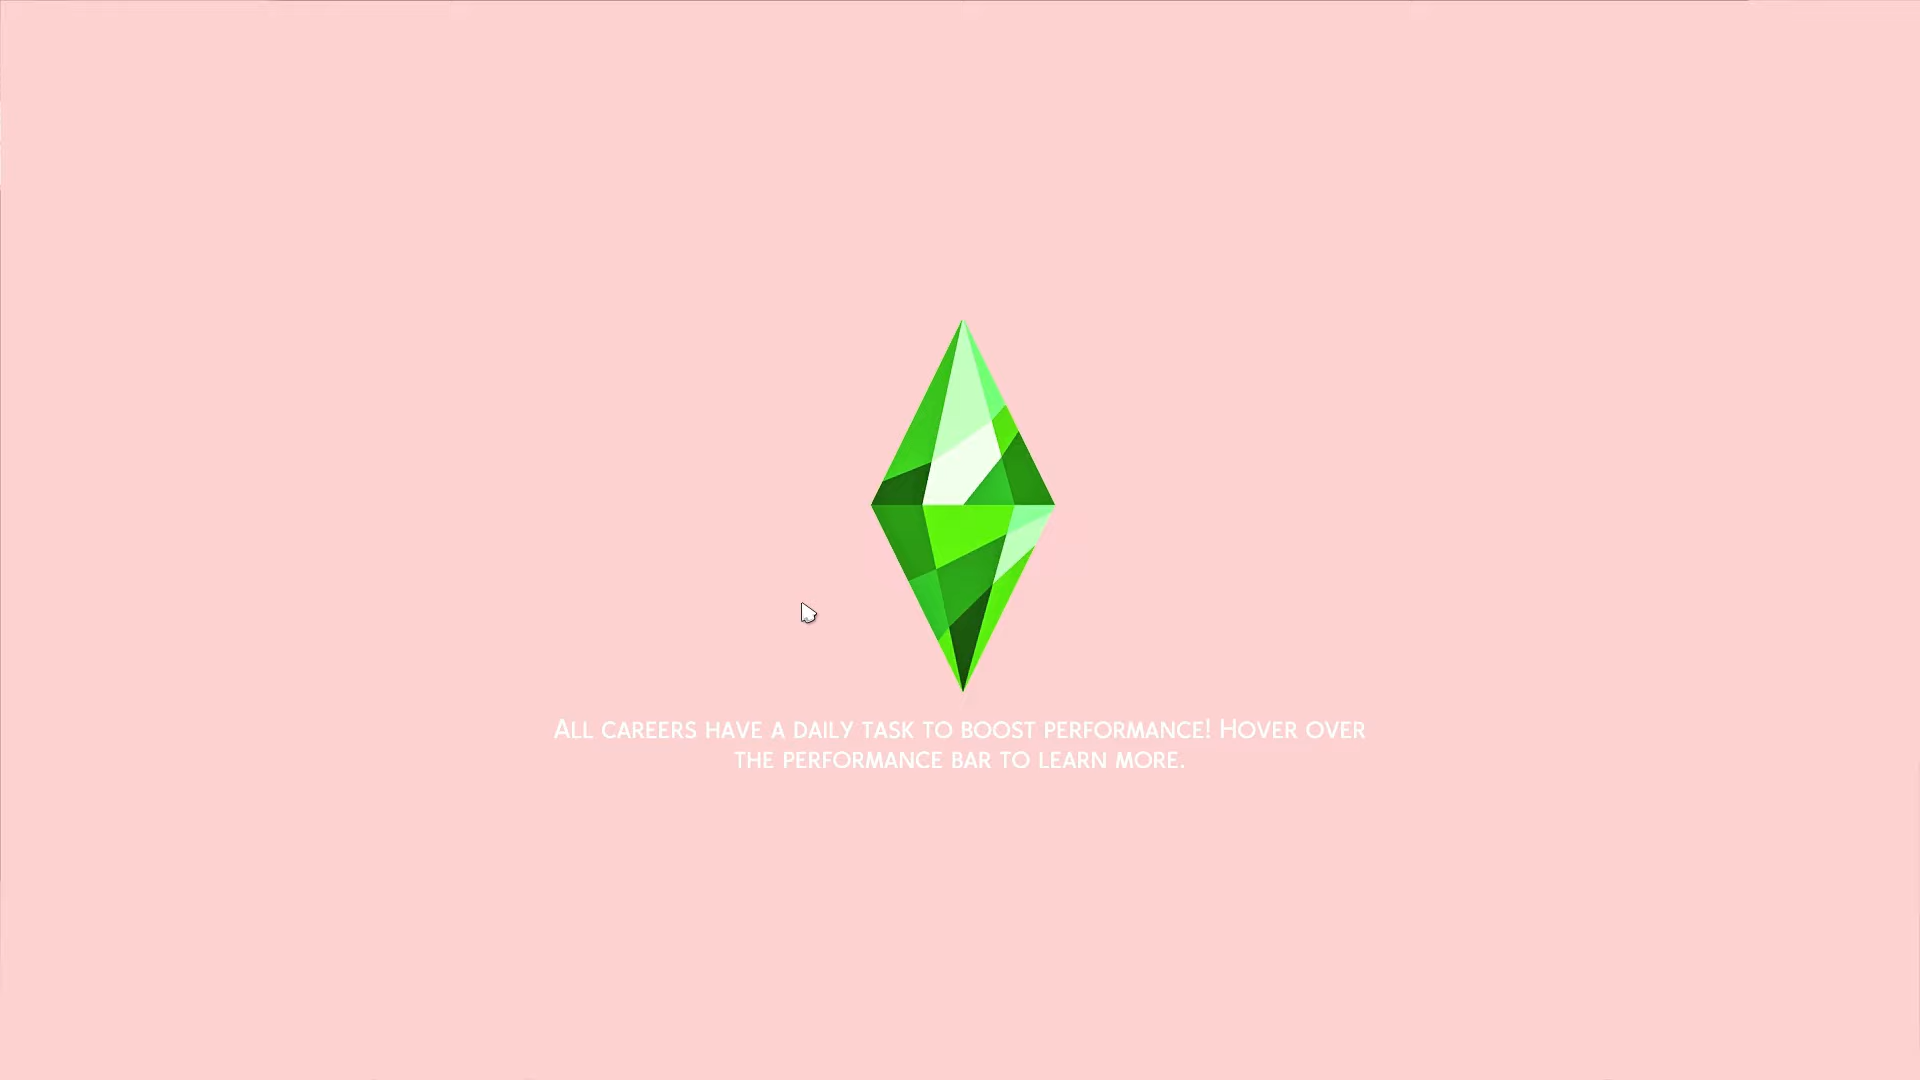 All careers have a daily task to boost performance! Hover over
the performance bar to learn more.